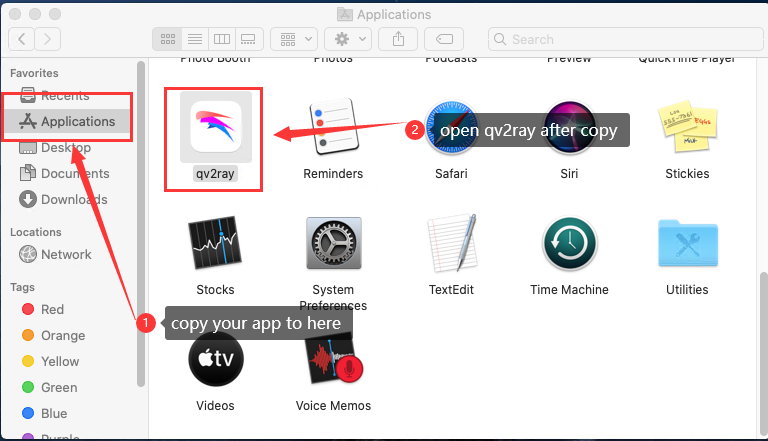 Applications
Search
Favorites
Recents
Applications
Desktop
Documents
Downloads
Locations
Network
Tags
Red
Orange
Yellow
Green
Blue
Purple
Photo Booth
Photos
Podcasts
Preview
QuickTime Player
qv2ray
Reminders
Safari
Siri
Stickies
Stocks
System
Preferences
TextEdit
Time Machine
Utilities
Videos
Voice Memos
1
copy your app to here
2
open qv2ray after copy
tv